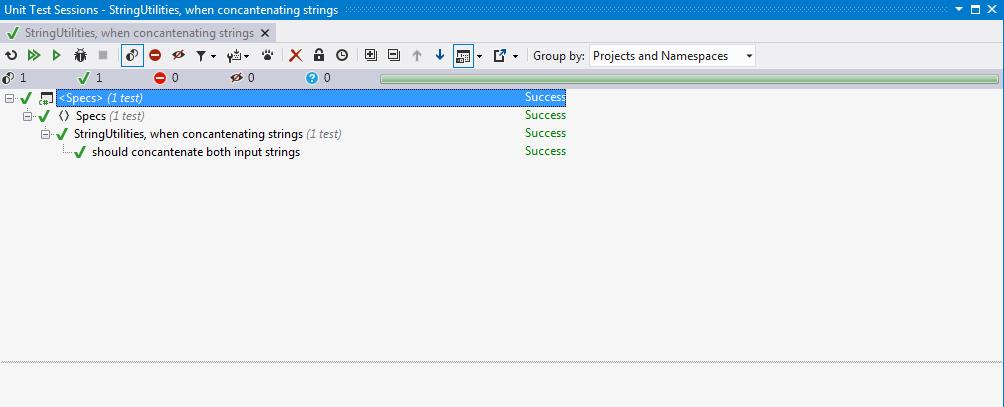 Unit Test Sessions - StringUtilities, when concantenating strings
StringUtilities, when concantenating strings
Group by: Projects and Namespaces
1 1 0 0 ? 0
C# <Specs> (1 test) Success
Specs (1 test) Success
StringUtilities, when concantenating strings (1 test) Success
should concantenate both input strings Success